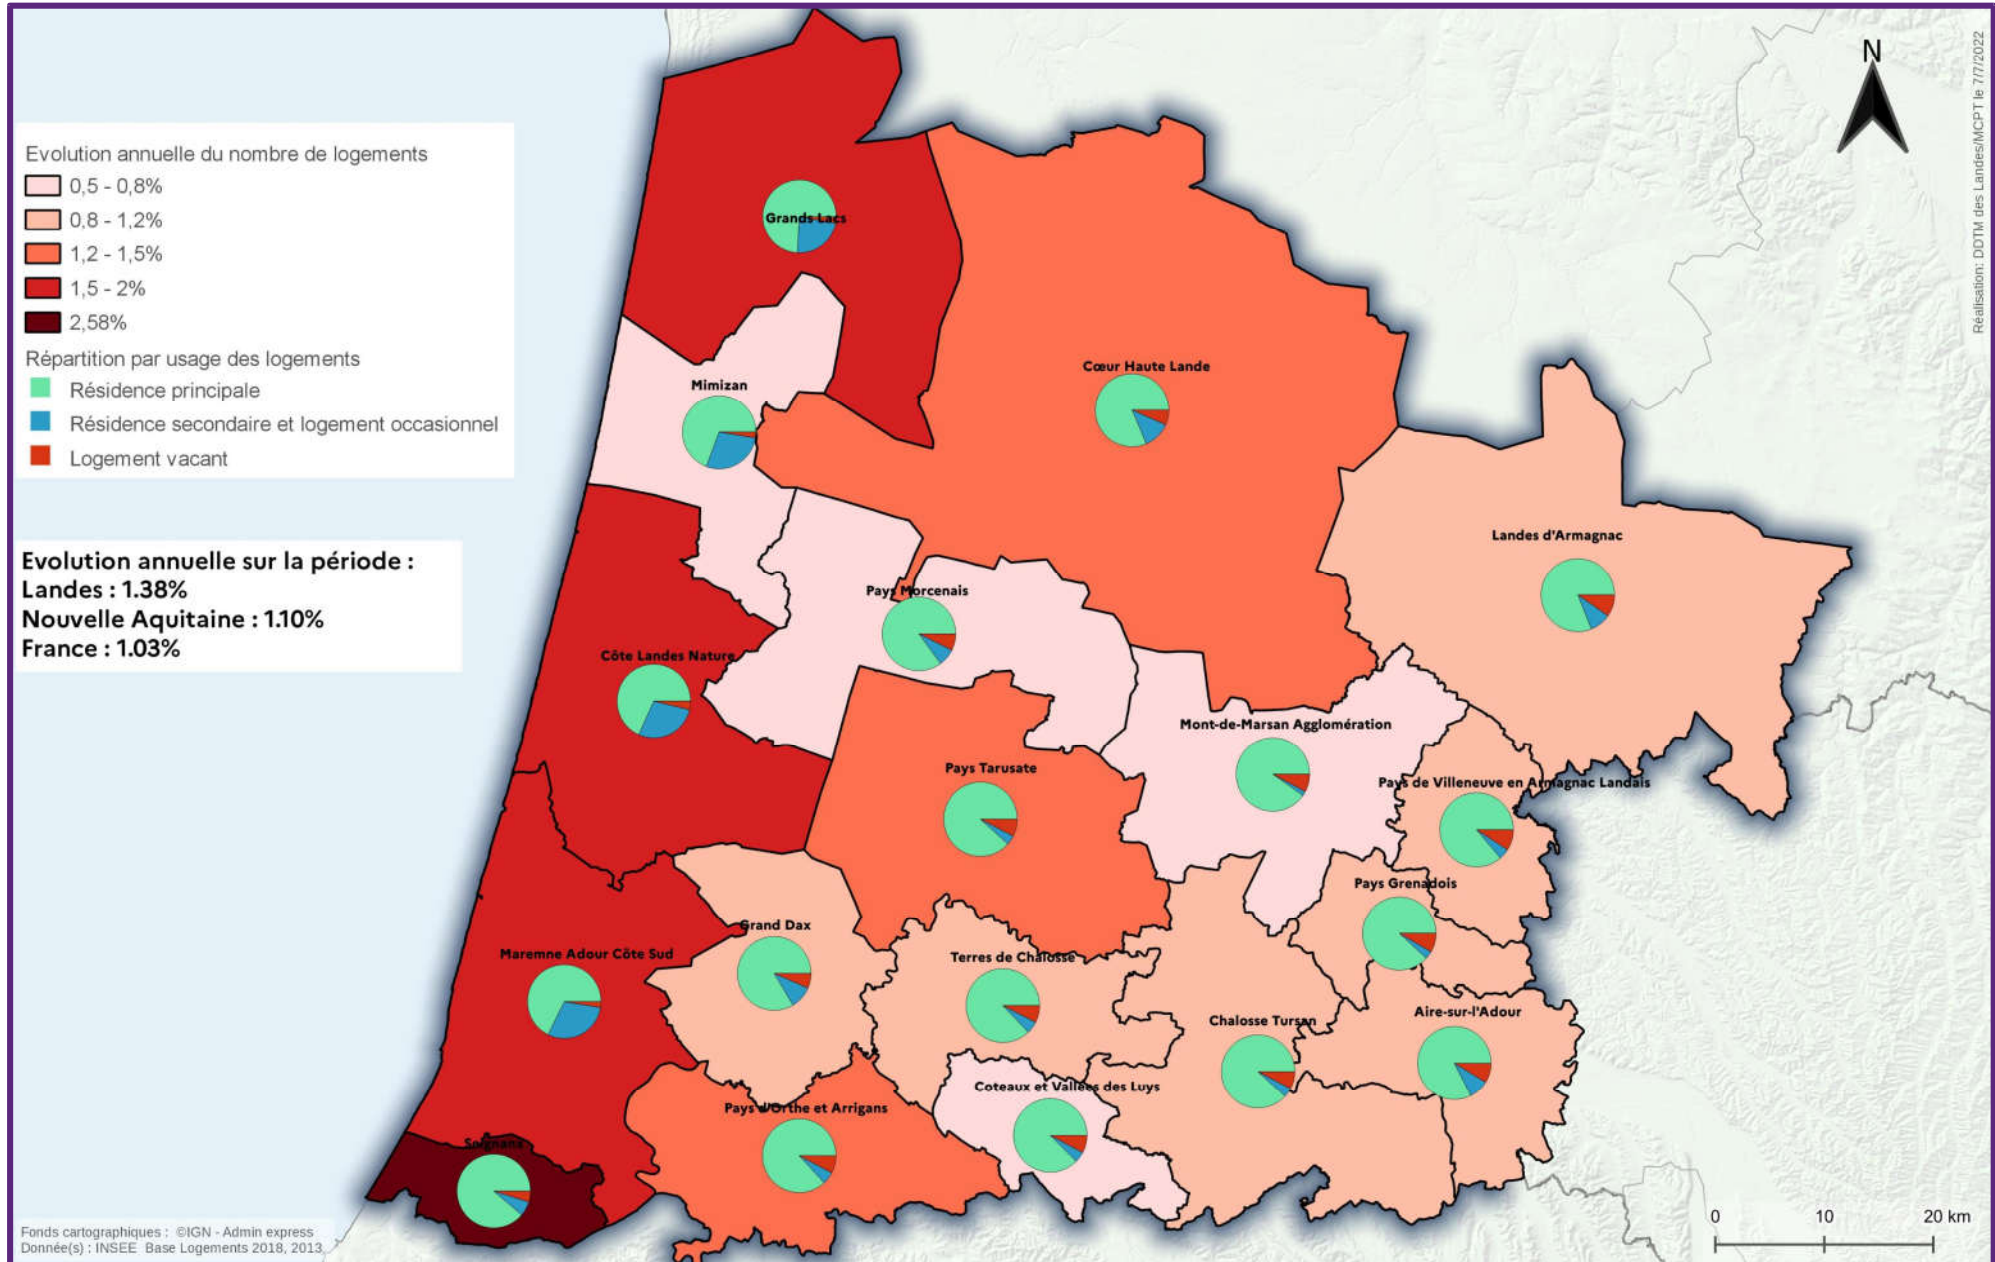 N
Réalisation: DDTM des Landes/MCPT le 7/7/2022
Evolution annuelle du nombre de logements
0,5 - 0,8%
0,8 - 1,2%
1,2 - 1,5%
1,5 - 2%
2,58%
Répartition par usage des logements
Résidence principale
Résidence secondaire et logement occasionnel
Logement vacant
Evolution annuelle sur la période :
Landes : 1.38%
Nouvelle Aquitaine : 1.10%
France : 1.03%
Grands Lacs
Cœur Haute Lande
Mimizan
Landes d'Armagnac
Pays Morcenais
Côte Landes Nature
Mont-de-Marsan Agglomération
Pays Tarusate
Pays de Villeneuve en Armagnac Landais
Pays Grenadois
Grand Dax
Maremne Adour Côte Sud
Terres de Chalosse
Aire-sur-l'Adour
Chalosse Tursan
Coteaux et Vallées des Luys
Pays d'Orthe et Arrigans
Seignanx
0 10 20 km
Fonds cartographiques : ©IGN - Admin express
Donnée(s) : INSEE Base Logements 2018, 2013